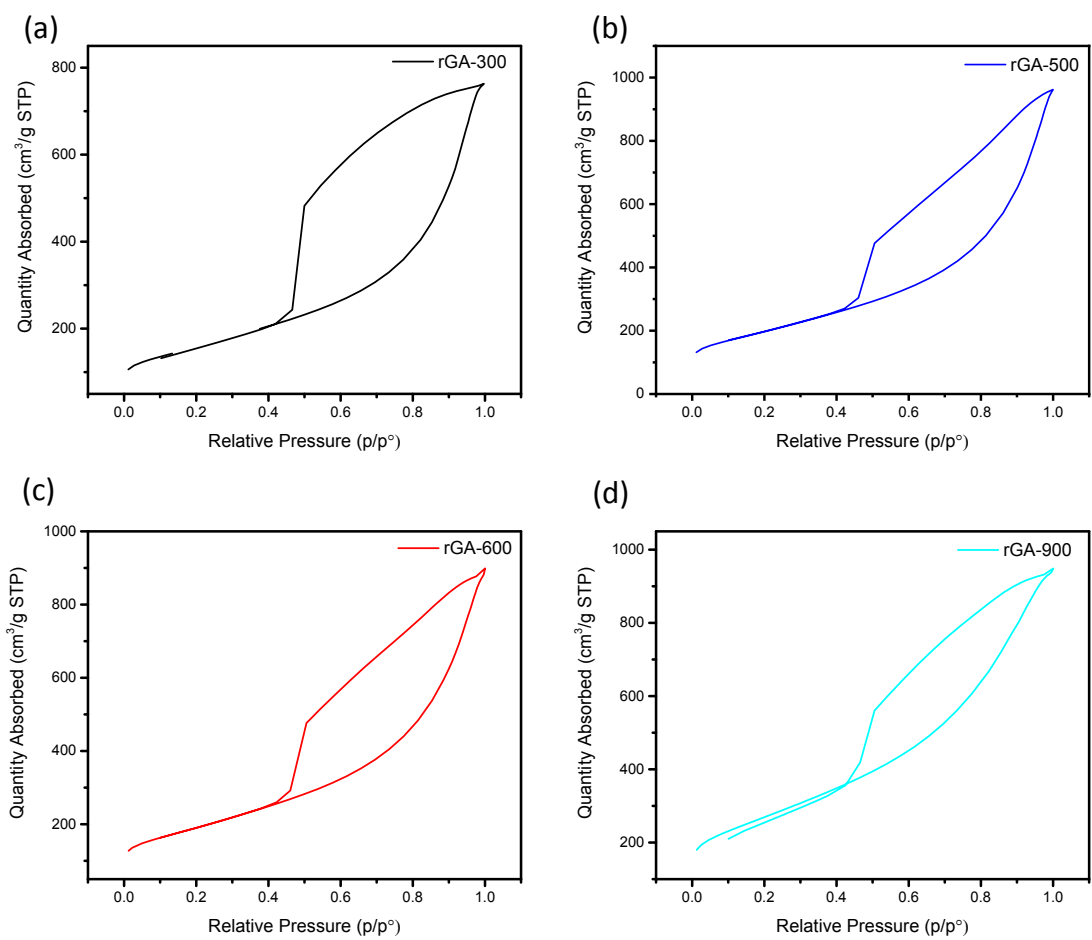 (a)
rGA-300
Quantity Absorbed (cm³/g STP)
800
600
400
200
0.0 0.2 0.4 0.6 0.8 1.0
Relative Pressure (p/p°)
(b)
rGA-500
Quantity Absorbed (cm³/g STP)
1000
800
600
400
200
0
0.0 0.2 0.4 0.6 0.8 1.0
Relative Pressure (p/p°)
(c)
rGA-600
Quantity Absorbed (cm³/g STP)
1000
800
600
400
200
0.0 0.2 0.4 0.6 0.8 1.0
Relative Pressure (p/p°)
(d)
rGA-900
Quantity Absorbed (cm³/g STP)
1000
800
600
400
200
0.0 0.2 0.4 0.6 0.8 1.0
Relative Pressure (p/p°)